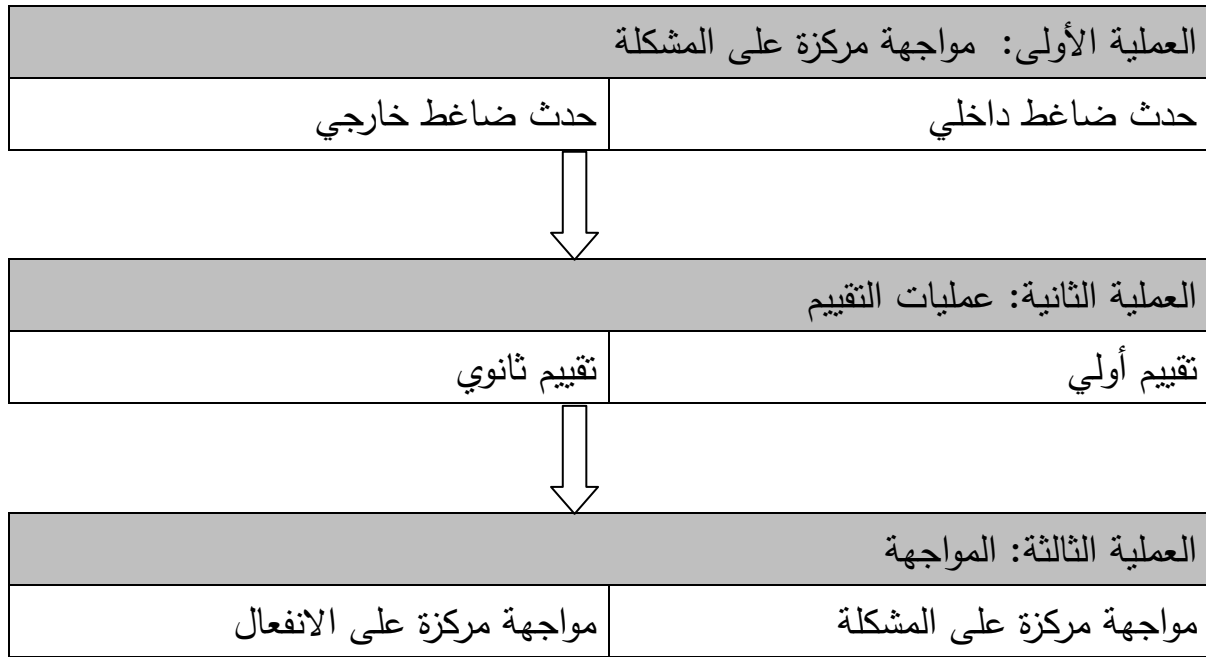 العملية الأولى: مواجهة مركزة على المشكلة
حدث ضاغط داخلي
حدث ضاغط خارجي
العملية الثانية: عمليات التقييم
تقييم أولي
تقييم ثانوي
العملية الثالثة: المواجهة
مواجهة مركزة على المشكلة
مواجهة مركزة على الانفعال